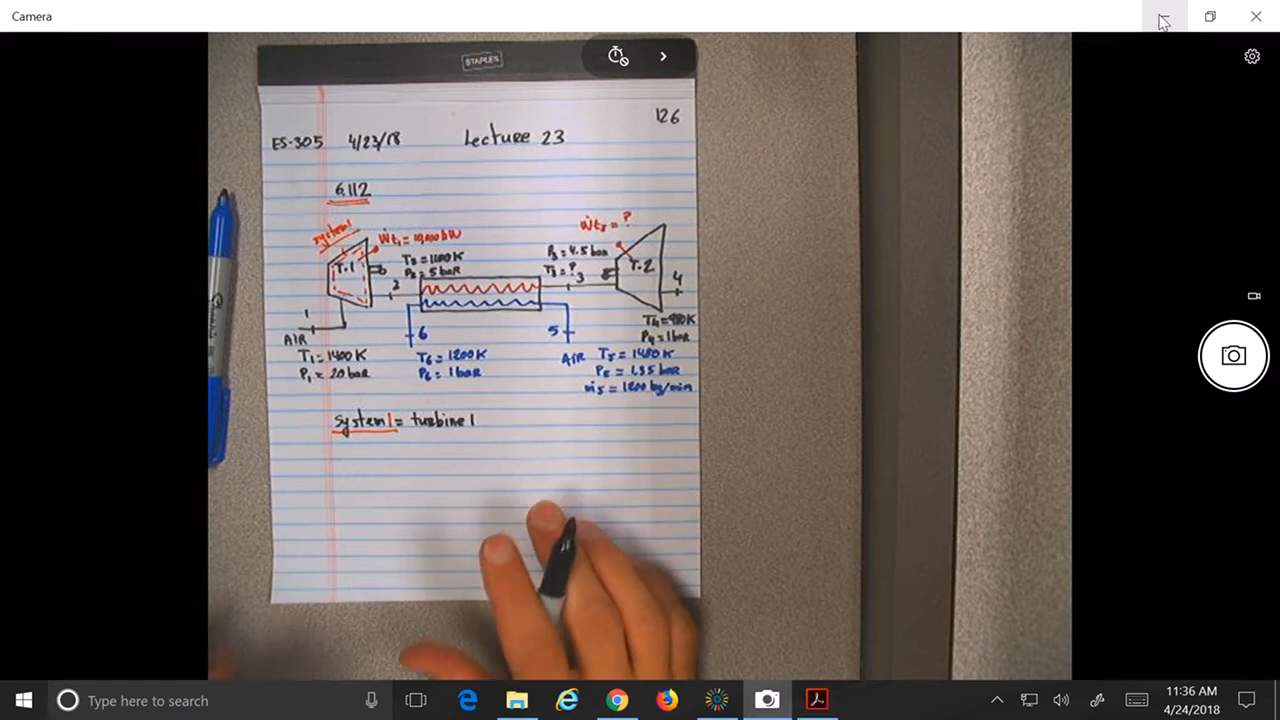 Camera
STAPLES
126
ES-305 4/23/18 Lecture 23
6.112
system 1
Ẇt₁ = 10,000 kW
Ẇt₂ = ?
T-1
T₂ = 1100 K
P₂ = 5 bar
P₃ = 4.5 bar
T₃ = ?
T-2
2
3
4
1
AIR
T₁ = 1400 K
P₁ = 20 bar
6
T₆ = 1200 K
P₆ = 1 bar
5
AIR T₅ = 1480 K
P₅ = 1.35 bar
ṁ₅ = 1200 kg/min
T₄ = 980 K
P₄ = 1 bar
system 1 = turbine 1
Type here to search
11:36 AM
4/24/2018